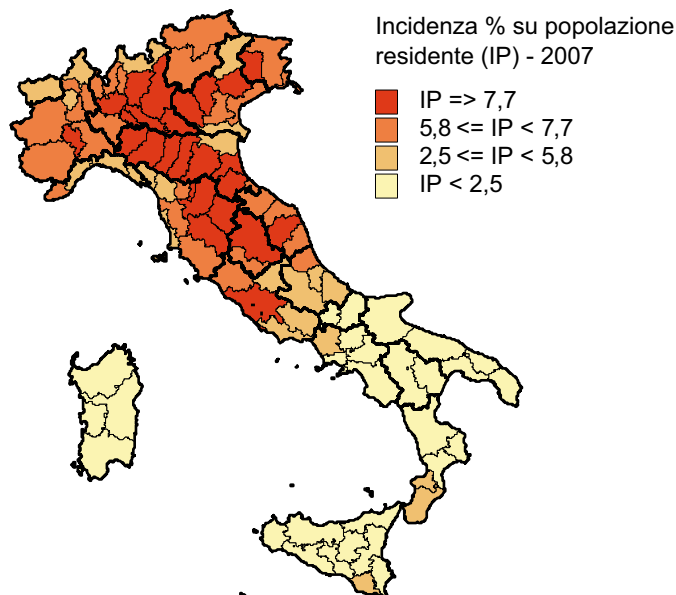 Incidenza % su popolazione
residente (IP) - 2007
IP => 7,7
5,8 <= IP < 7,7
2,5 <= IP < 5,8
IP < 2,5